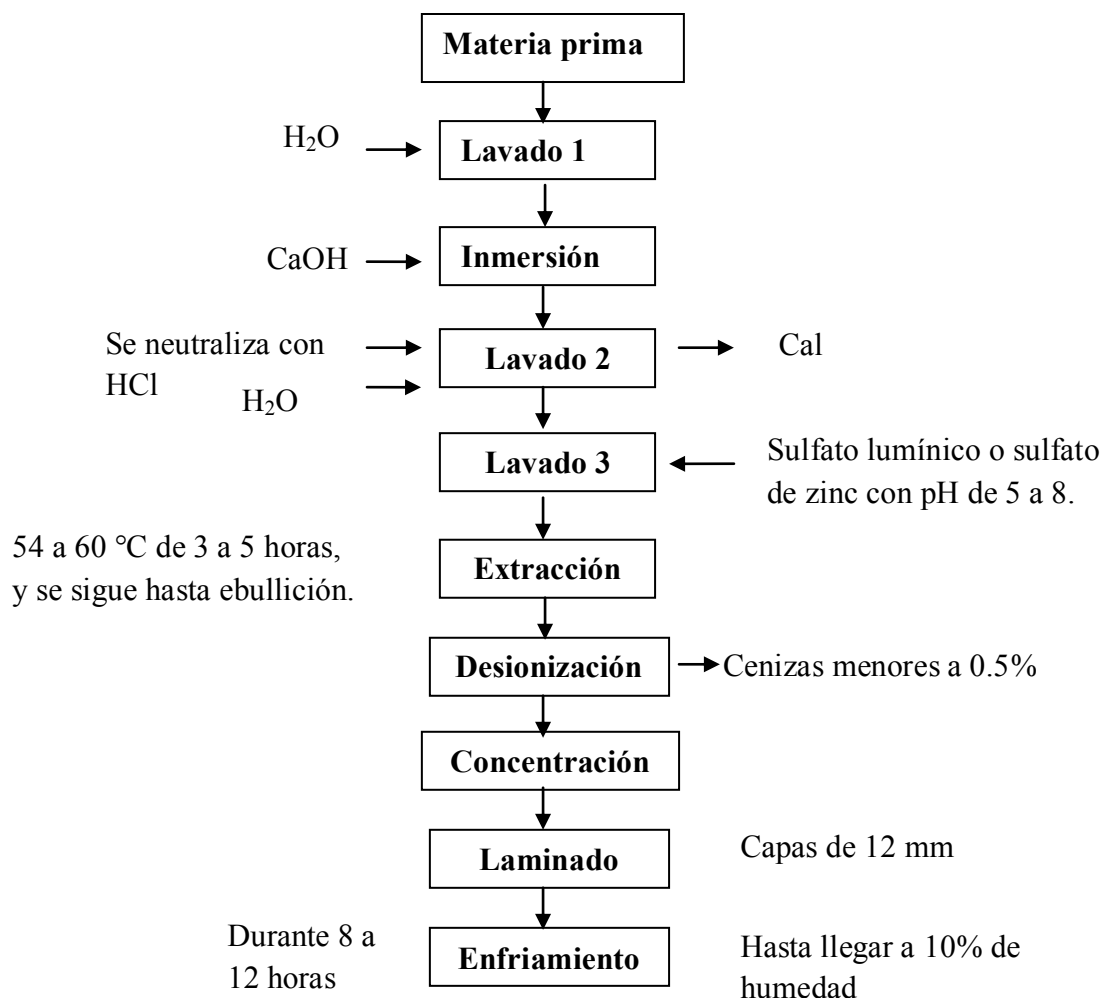 Materia prima
H₂O
Lavado 1
CaOH
Inmersión
Se neutraliza con
HCl
H₂O
Lavado 2
Cal
Lavado 3
Sulfato lumínico o sulfato
de zinc con pH de 5 a 8.
54 a 60 °C de 3 a 5 horas,
y se sigue hasta ebullición.
Extracción
Desionización
Cenizas menores a 0.5%
Concentración
Laminado
Capas de 12 mm
Durante 8 a
12 horas
Enfriamiento
Hasta llegar a 10% de
humedad